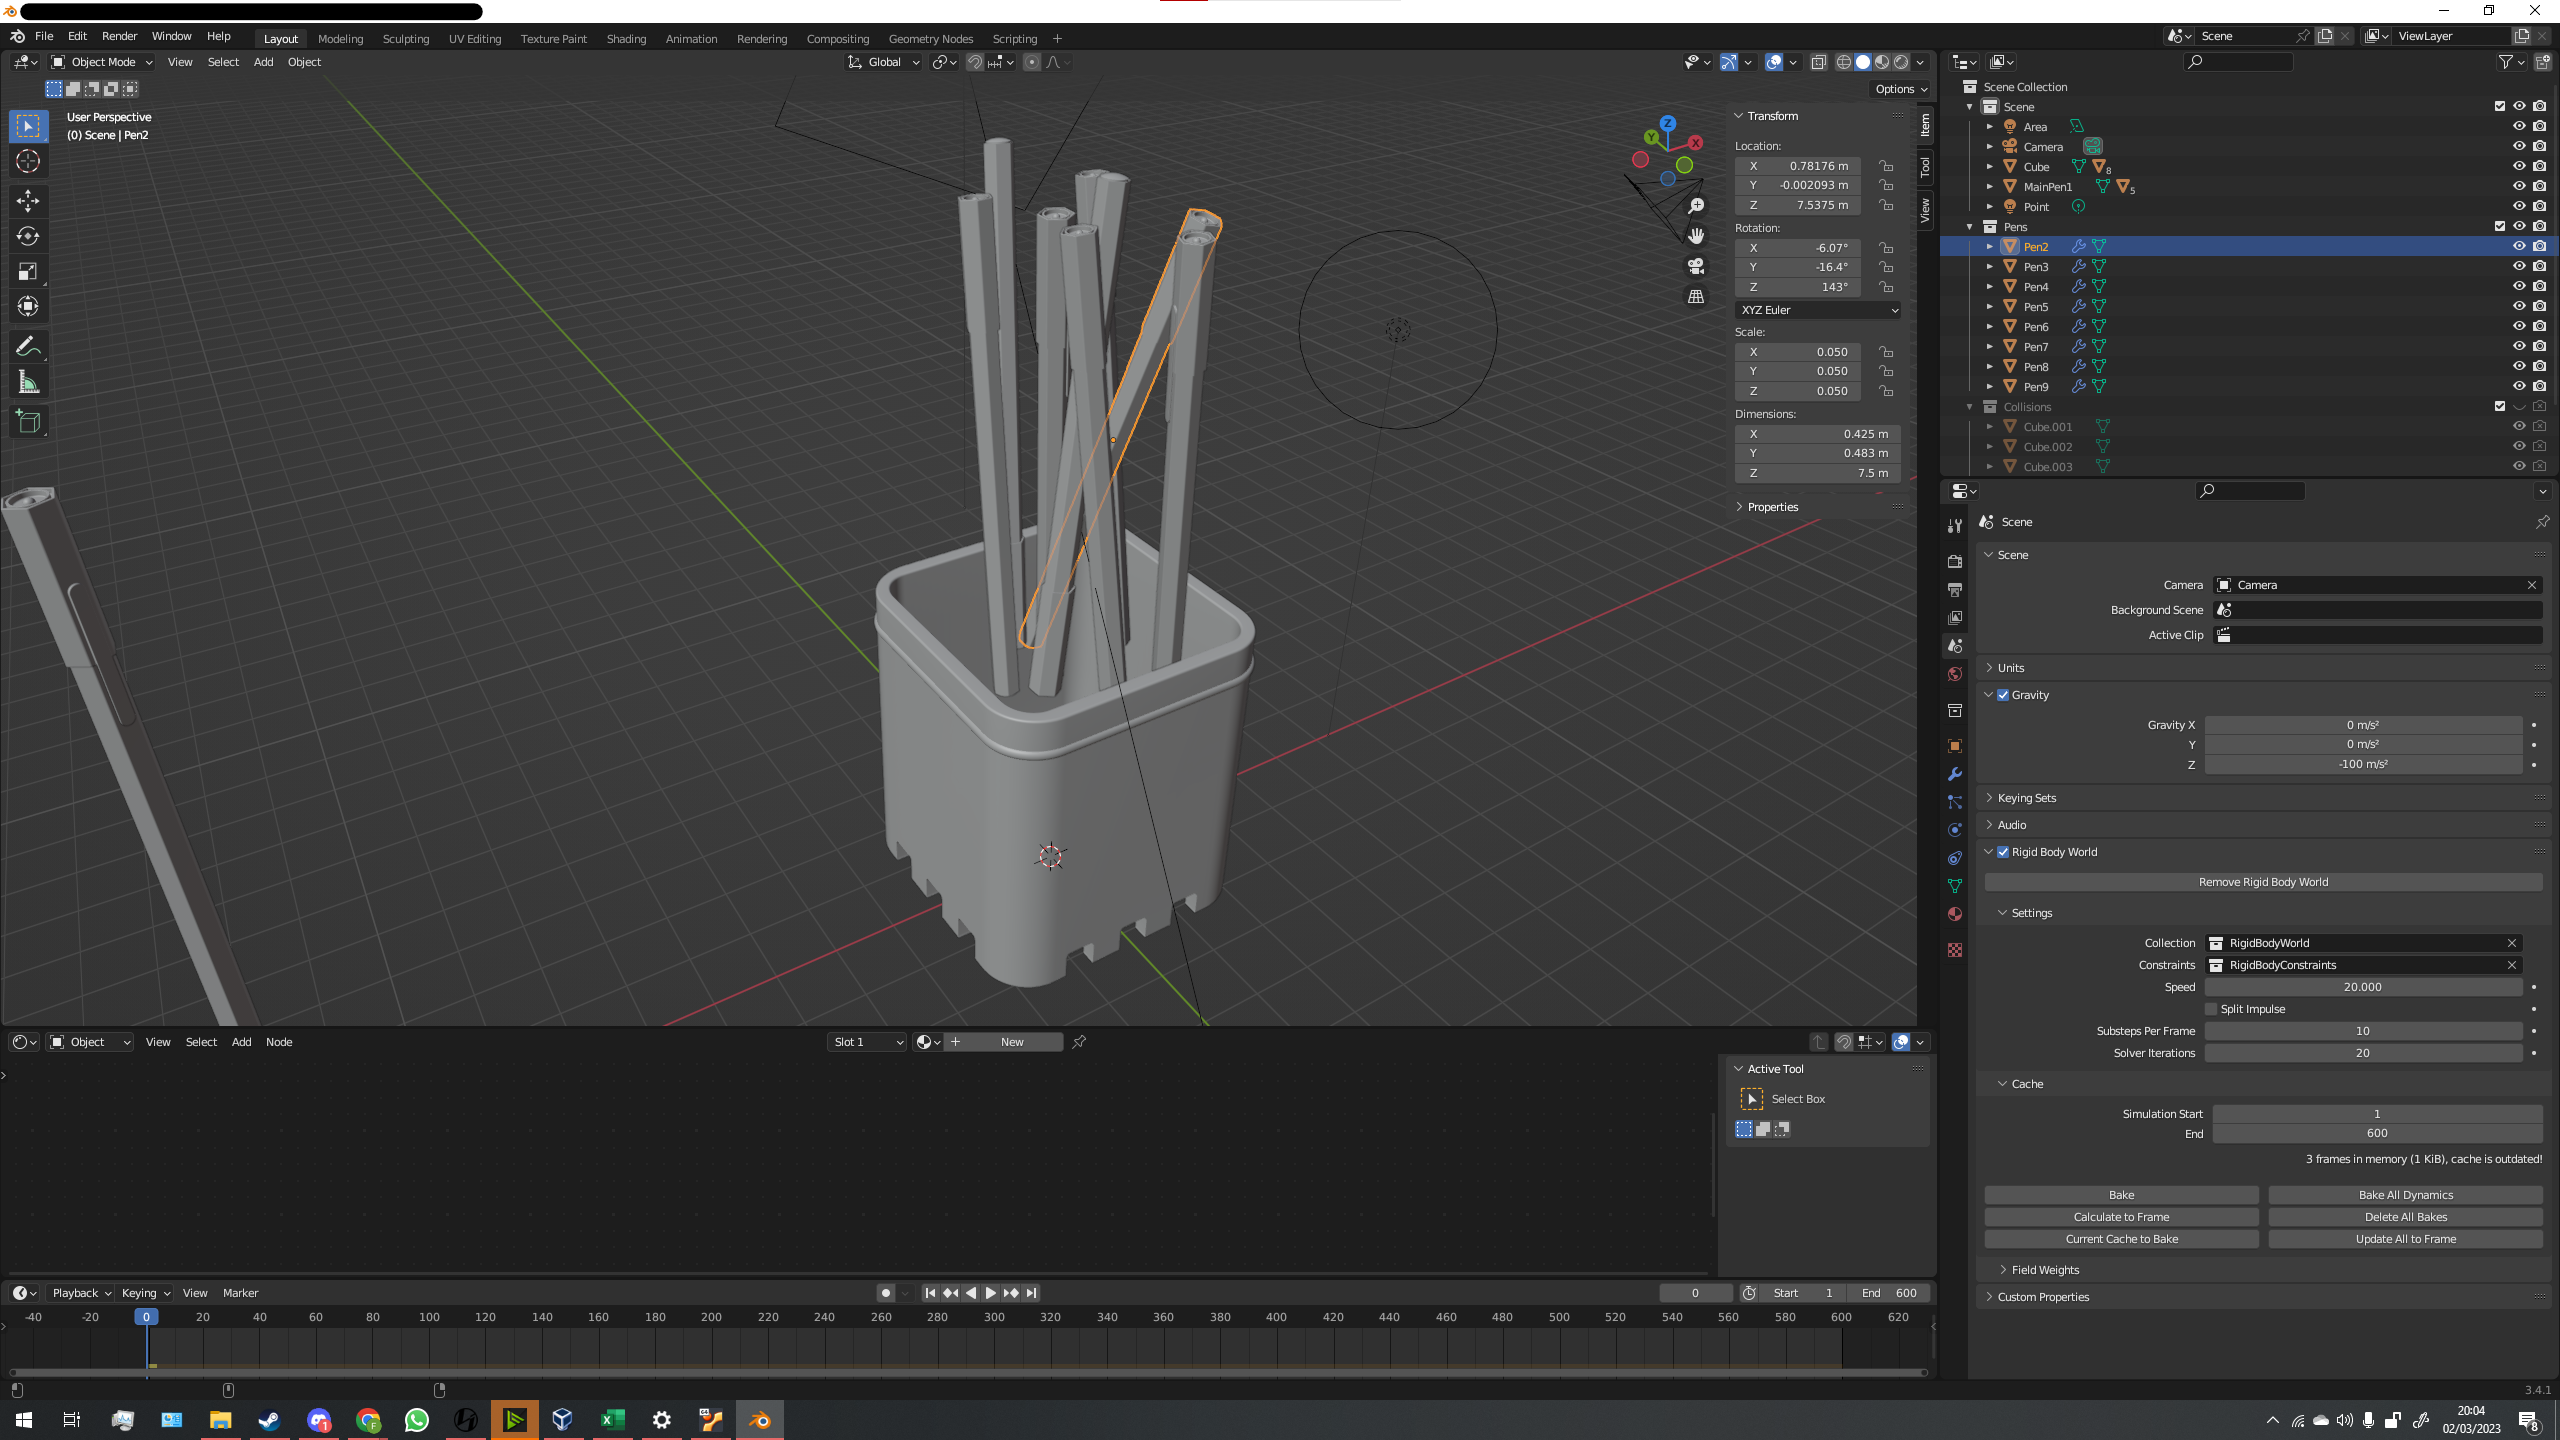 File Edit Render Window Help Layout Modeling Sculpting UV Editing Texture Paint Shading Animation Rendering Compositing Geometry Nodes Scripting Scene ViewLayer
Object Mode View Select Add Object Global
Options
User Perspective
(0) Scene | Pen2
Transform
Location:
X 0.78176 m
Y -0.002093 m
Z 7.5375 m
Rotation:
X -6.07°
Y -16.4°
Z 143°
XYZ Euler
Scale:
X 0.050
Y 0.050
Z 0.050
Dimensions:
X 0.425 m
Y 0.483 m
Z 7.5 m
Properties
Item
Tool
View
Z
Y
X
Scene Collection
Scene
Area
Camera
Cube 8
MainPen1 5
Point
Pens
Pen2
Pen3
Pen4
Pen5
Pen6
Pen7
Pen8
Pen9
Collisions
Cube.001
Cube.002
Cube.003
Scene
Scene
Camera Camera
Background Scene
Active Clip
Units
Gravity
Gravity X 0 m/s²
Y 0 m/s²
Z -100 m/s²
Keying Sets
Audio
Rigid Body World
Remove Rigid Body World
Settings
Collection RigidBodyWorld
Constraints RigidBodyConstraints
Speed 20.000
Split Impulse
Substeps Per Frame 10
Solver Iterations 20
Cache
Simulation Start 1
End 600
3 frames in memory (1 KiB), cache is outdated!
Bake Bake All Dynamics
Calculate to Frame Delete All Bakes
Current Cache to Bake Update All to Frame
Field Weights
Custom Properties
Object View Select Add Node Slot 1 New
Active Tool
Select Box
Playback Keying View Marker 0 Start 1 End 600
-40 -20 0 20 40 60 80 100 120 140 160 180 200 220 240 260 280 300 320 340 360 380 400 420 440 460 480 500 520 540 560 580 600 620
3.4.1
20:04
02/03/2023
8